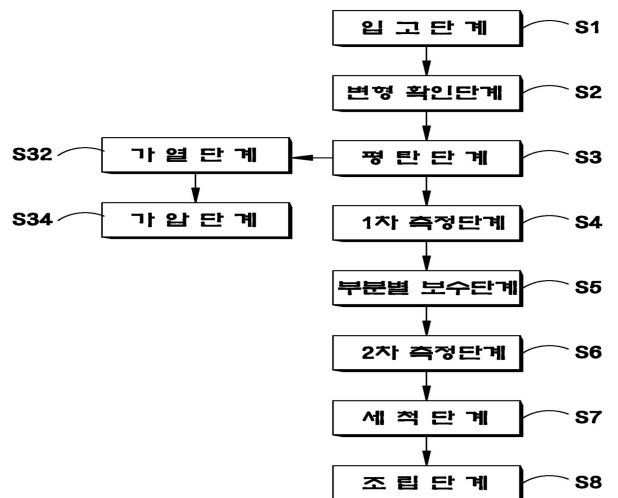 입고단계 S1
변형 확인단계 S2
S32 가열단계 평탄단계 S3
S34 가압단계 1차 측정단계 S4
부분별 보수단계 S5
2차 측정단계 S6
세척단계 S7
조립단계 S8